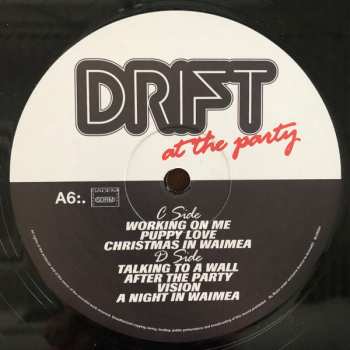 DRIFT
at the party
A6:.
C Side
WORKING ON ME
PUPPY LOVE
CHRISTMAS IN WAIMEA
D Side
TALKING TO A WALL
AFTER THE PARTY
VISION
A NIGHT IN WAIMEA